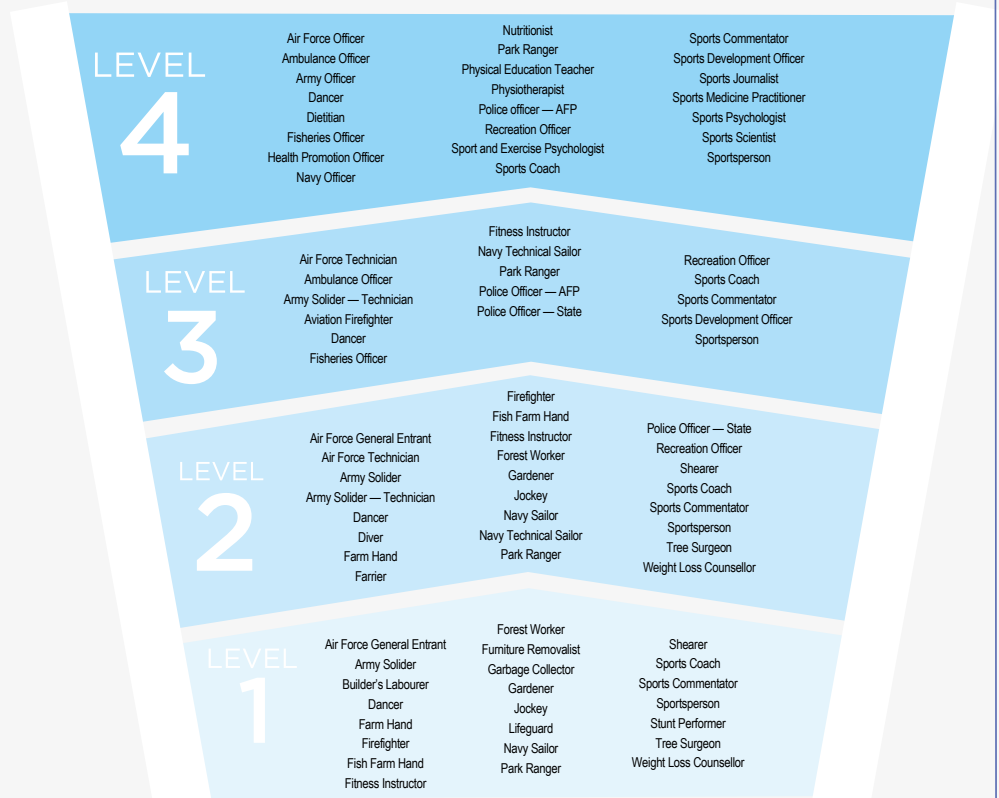 LEVEL
4
Air Force Officer
Ambulance Officer
Army Officer
Dancer
Dietitian
Fisheries Officer
Health Promotion Officer
Navy Officer
Nutritionist
Park Ranger
Physical Education Teacher
Physiotherapist
Police officer — AFP
Recreation Officer
Sport and Exercise Psychologist
Sports Coach
Sports Commentator
Sports Development Officer
Sports Journalist
Sports Medicine Practitioner
Sports Psychologist
Sports Scientist
Sportsperson
LEVEL
3
Air Force Technician
Ambulance Officer
Army Solider — Technician
Aviation Firefighter
Dancer
Fisheries Officer
Fitness Instructor
Navy Technical Sailor
Park Ranger
Police Officer — AFP
Police Officer — State
Recreation Officer
Sports Coach
Sports Commentator
Sports Development Officer
Sportsperson
LEVEL
2
Air Force General Entrant
Air Force Technician
Army Solider
Army Solider — Technician
Dancer
Diver
Farm Hand
Farrier
Firefighter
Fish Farm Hand
Fitness Instructor
Forest Worker
Gardener
Jockey
Navy Sailor
Navy Technical Sailor
Park Ranger
Police Officer — State
Recreation Officer
Shearer
Sports Coach
Sports Commentator
Sportsperson
Tree Surgeon
Weight Loss Counsellor
LEVEL
1
Air Force General Entrant
Army Solider
Builder's Labourer
Dancer
Farm Hand
Firefighter
Fish Farm Hand
Fitness Instructor
Forest Worker
Furniture Removalist
Garbage Collector
Gardener
Jockey
Lifeguard
Navy Sailor
Park Ranger
Shearer
Sports Coach
Sports Commentator
Sportsperson
Stunt Performer
Tree Surgeon
Weight Loss Counsellor